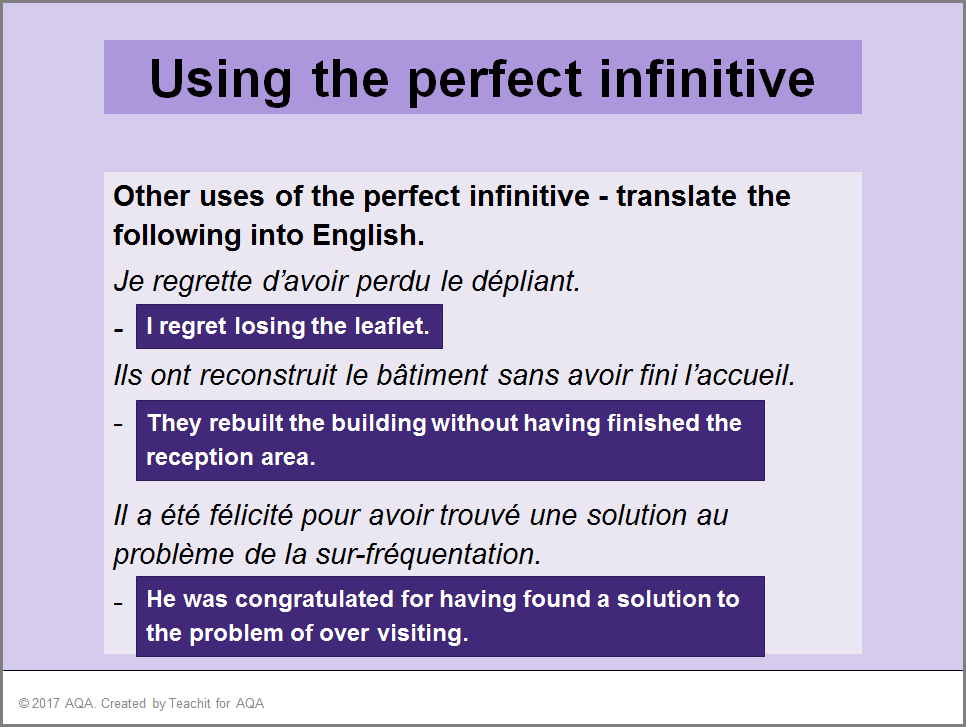 Using the perfect infinitive
Other uses of the perfect infinitive - translate the
following into English.
Je regrette d’avoir perdu le dépliant.
- I regret losing the leaflet.
Ils ont reconstruit le bâtiment sans avoir fini l’accueil.
- They rebuilt the building without having finished the
reception area.
Il a été félicité pour avoir trouvé une solution au
problème de la sur-fréquentation.
- He was congratulated for having found a solution to
the problem of over visiting.
© 2017 AQA. Created by Teachit for AQA